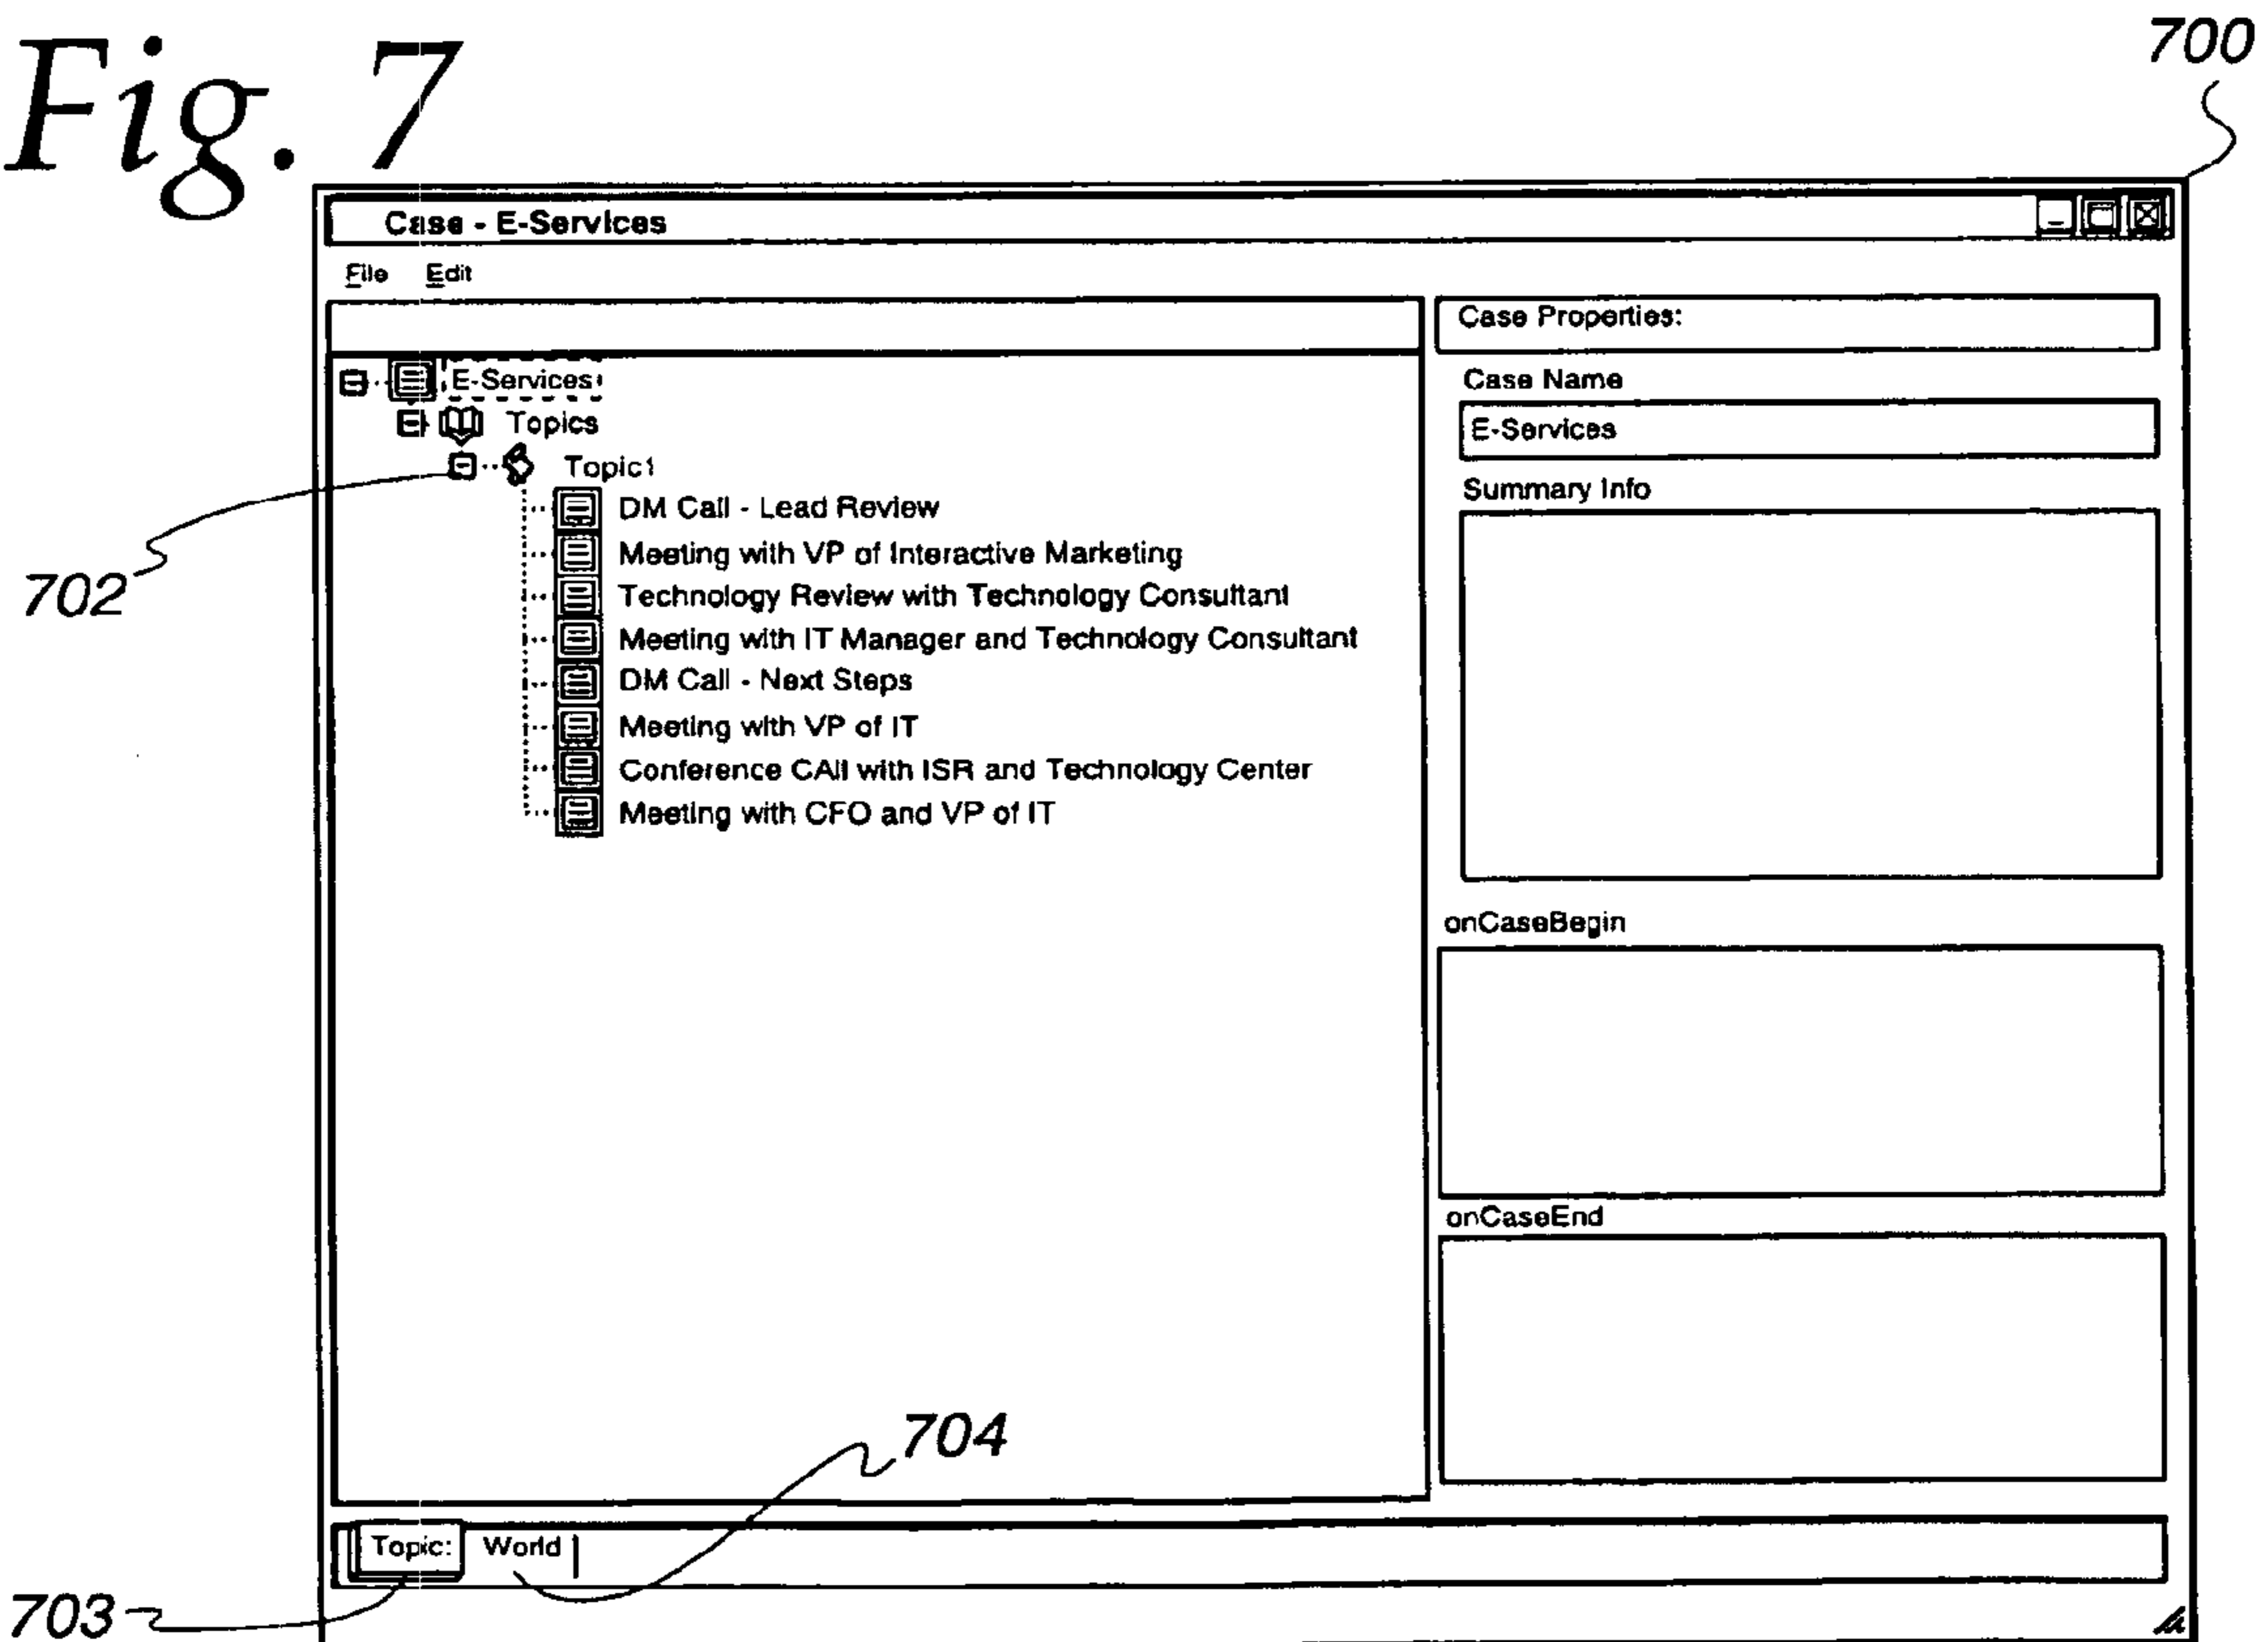 Fig. 7
700
Case - E-Services
File Edit
Case Properties:
E-Services
Topics
Topic1
DM Call - Lead Review
Meeting with VP of Interactive Marketing
Technology Review with Technology Consultant
Meeting with IT Manager and Technology Consultant
DM Call - Next Steps
Meeting with VP of IT
Conference CAll with ISR and Technology Center
Meeting with CFO and VP of IT
702
Case Name
E-Services
Summary Info
onCaseBegin
onCaseEnd
704
Topic: World
703